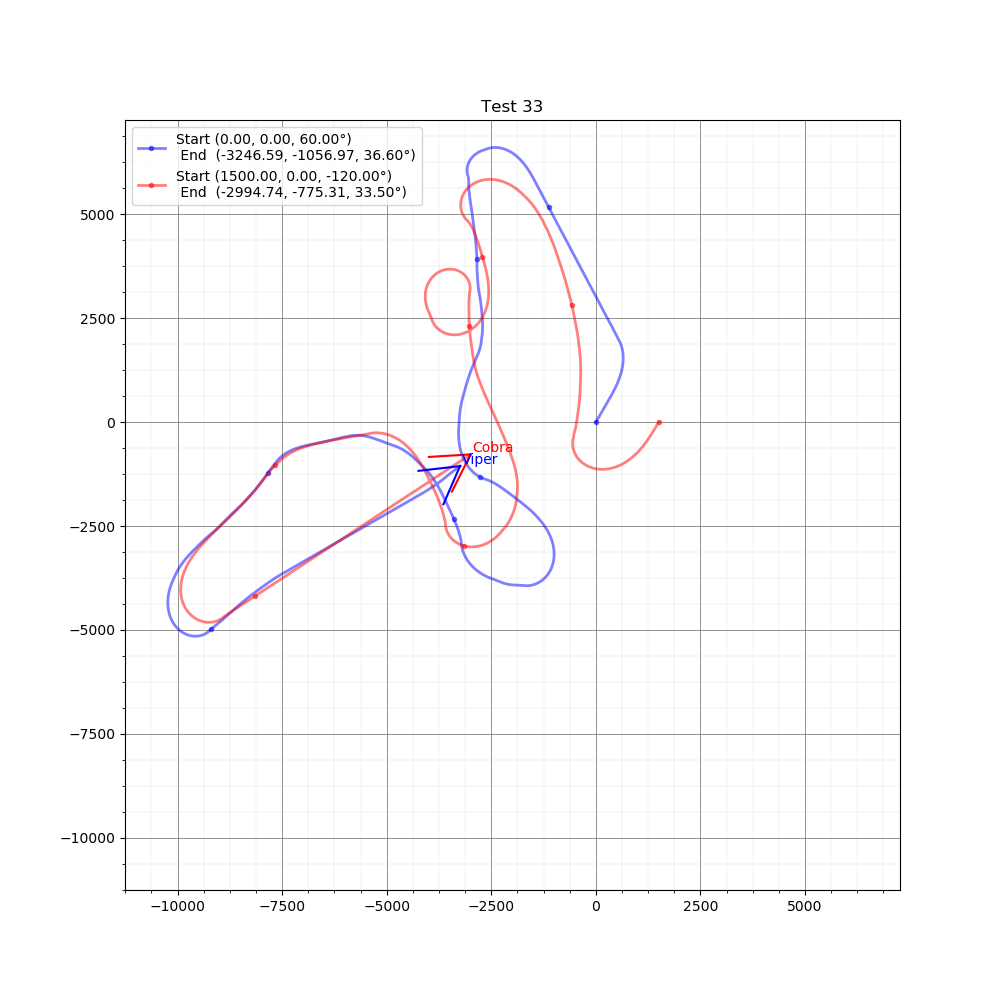 Test 33
Start (0.00, 0.00, 60.00°)
End (-3246.59, -1056.97, 36.60°)
Start (1500.00, 0.00, -120.00°)
End (-2994.74, -775.31, 33.50°)
5000
2500
0
−2500
−5000
−7500
−10000
Cobra
Viper
−10000
−7500
−5000
−2500
0
2500
5000